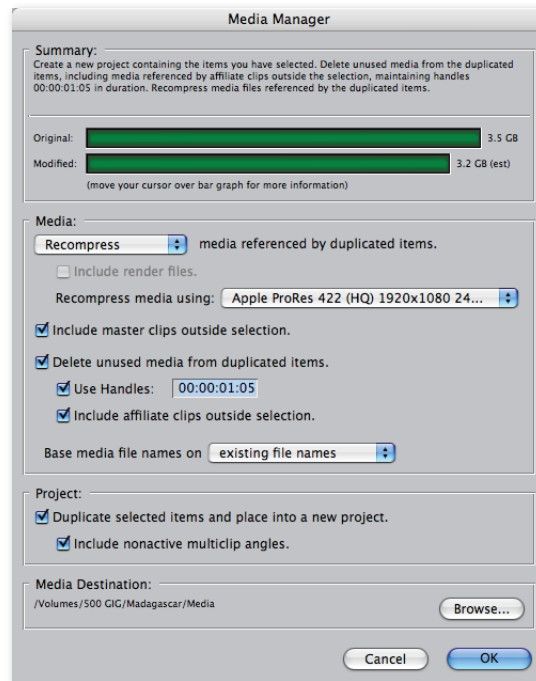 Media Manager
Summary:
Create a new project containing the items you have selected. Delete unused media from the duplicated
items, including media referenced by affiliate clips outside the selection, maintaining handles
00:00:01:05 in duration. Recompress media files referenced by the duplicated items.
Original: 3.5 GB
Modified: 3.2 GB (est)
(move your cursor over bar graph for more information)
Media:
Recompress media referenced by duplicated items.
Include render files.
Recompress media using: Apple ProRes 422 (HQ) 1920x1080 24...
Include master clips outside selection.
Delete unused media from duplicated items.
Use Handles: 00:00:01:05
Include affiliate clips outside selection.
Base media file names on existing file names
Project:
Duplicate selected items and place into a new project.
Include nonactive multiclip angles.
Media Destination:
/Volumes/500 GIG/Madagascar/Media
Browse...
Cancel OK